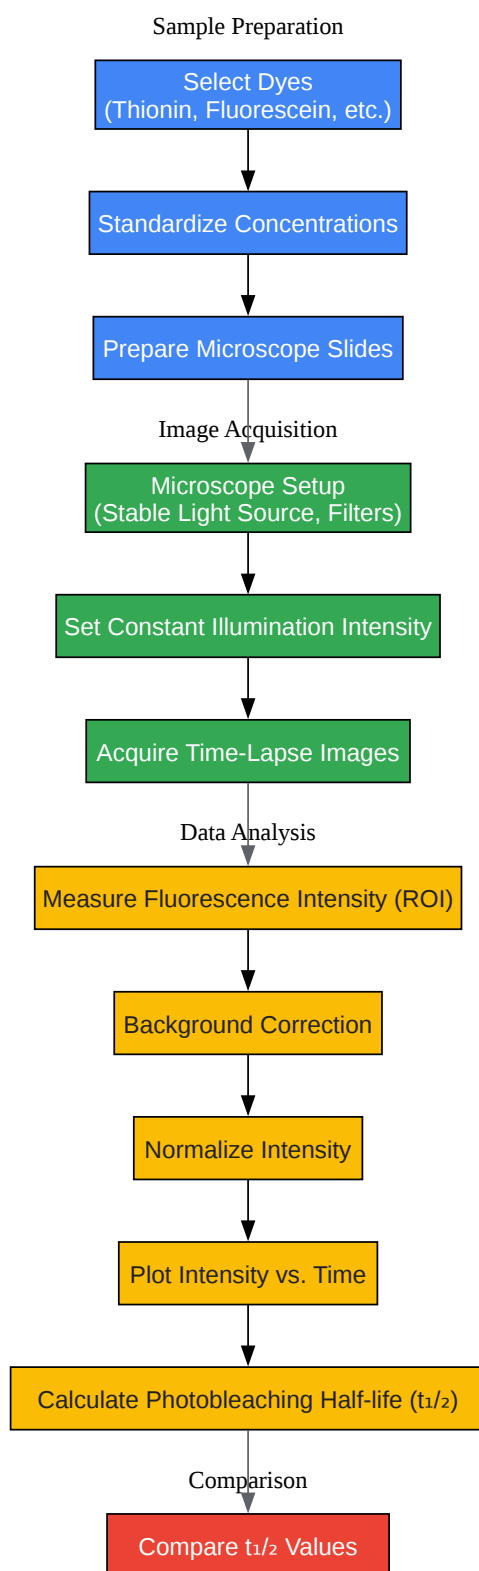 Sample Preparation
Select Dyes
(Thionin, Fluorescein, etc.)
Standardize Concentrations
Prepare Microscope Slides
Image Acquisition
Microscope Setup
(Stable Light Source, Filters)
Set Constant Illumination Intensity
Acquire Time-Lapse Images
Data Analysis
Measure Fluorescence Intensity (ROI)
Background Correction
Normalize Intensity
Plot Intensity vs. Time
Calculate Photobleaching Half-life (t₁/₂)
Comparison
Compare t₁/₂ Values